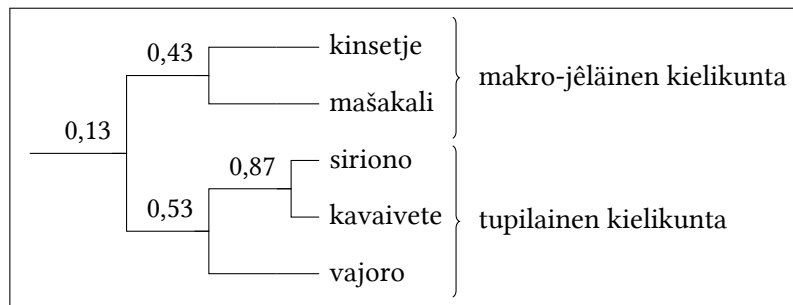 0,43
kinsetje
mašakali
makro-jêläinen kielikunta
0,13
0,87
siriono
0,53
kavaivete
tupilainen kielikunta
vajoro